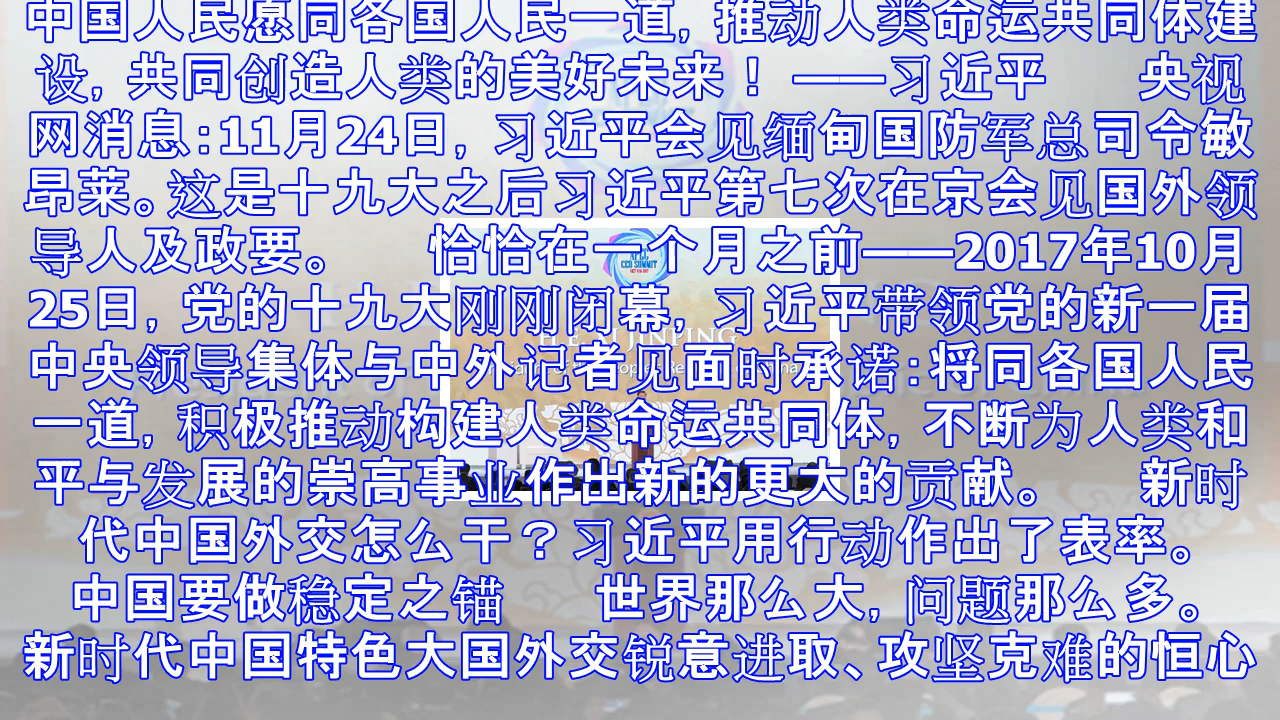 中国人民愿同各国人民一道，推动人类命运共同体建
设，共同创造人类的美好未来！ ——习近平　　央视
网消息：11月24日，习近平会见缅甸国防军总司令敏
昂莱。这是十九大之后习近平第七次在京会见国外领
导人及政要。　　恰恰在一个月之前——2017年10月
25日，党的十九大刚刚闭幕，习近平带领党的新一届
中央领导集体与中外记者见面时承诺：将同各国人民
一道，积极推动构建人类命运共同体，不断为人类和
平与发展的崇高事业作出新的更大的贡献。　　新时
代中国外交怎么干？习近平用行动作出了表率。
中国要做稳定之锚　　世界那么大，问题那么多。
新时代中国特色大国外交锐意进取、攻坚克难的恒心
CEO SUMMIT
H.E. XI JINPING